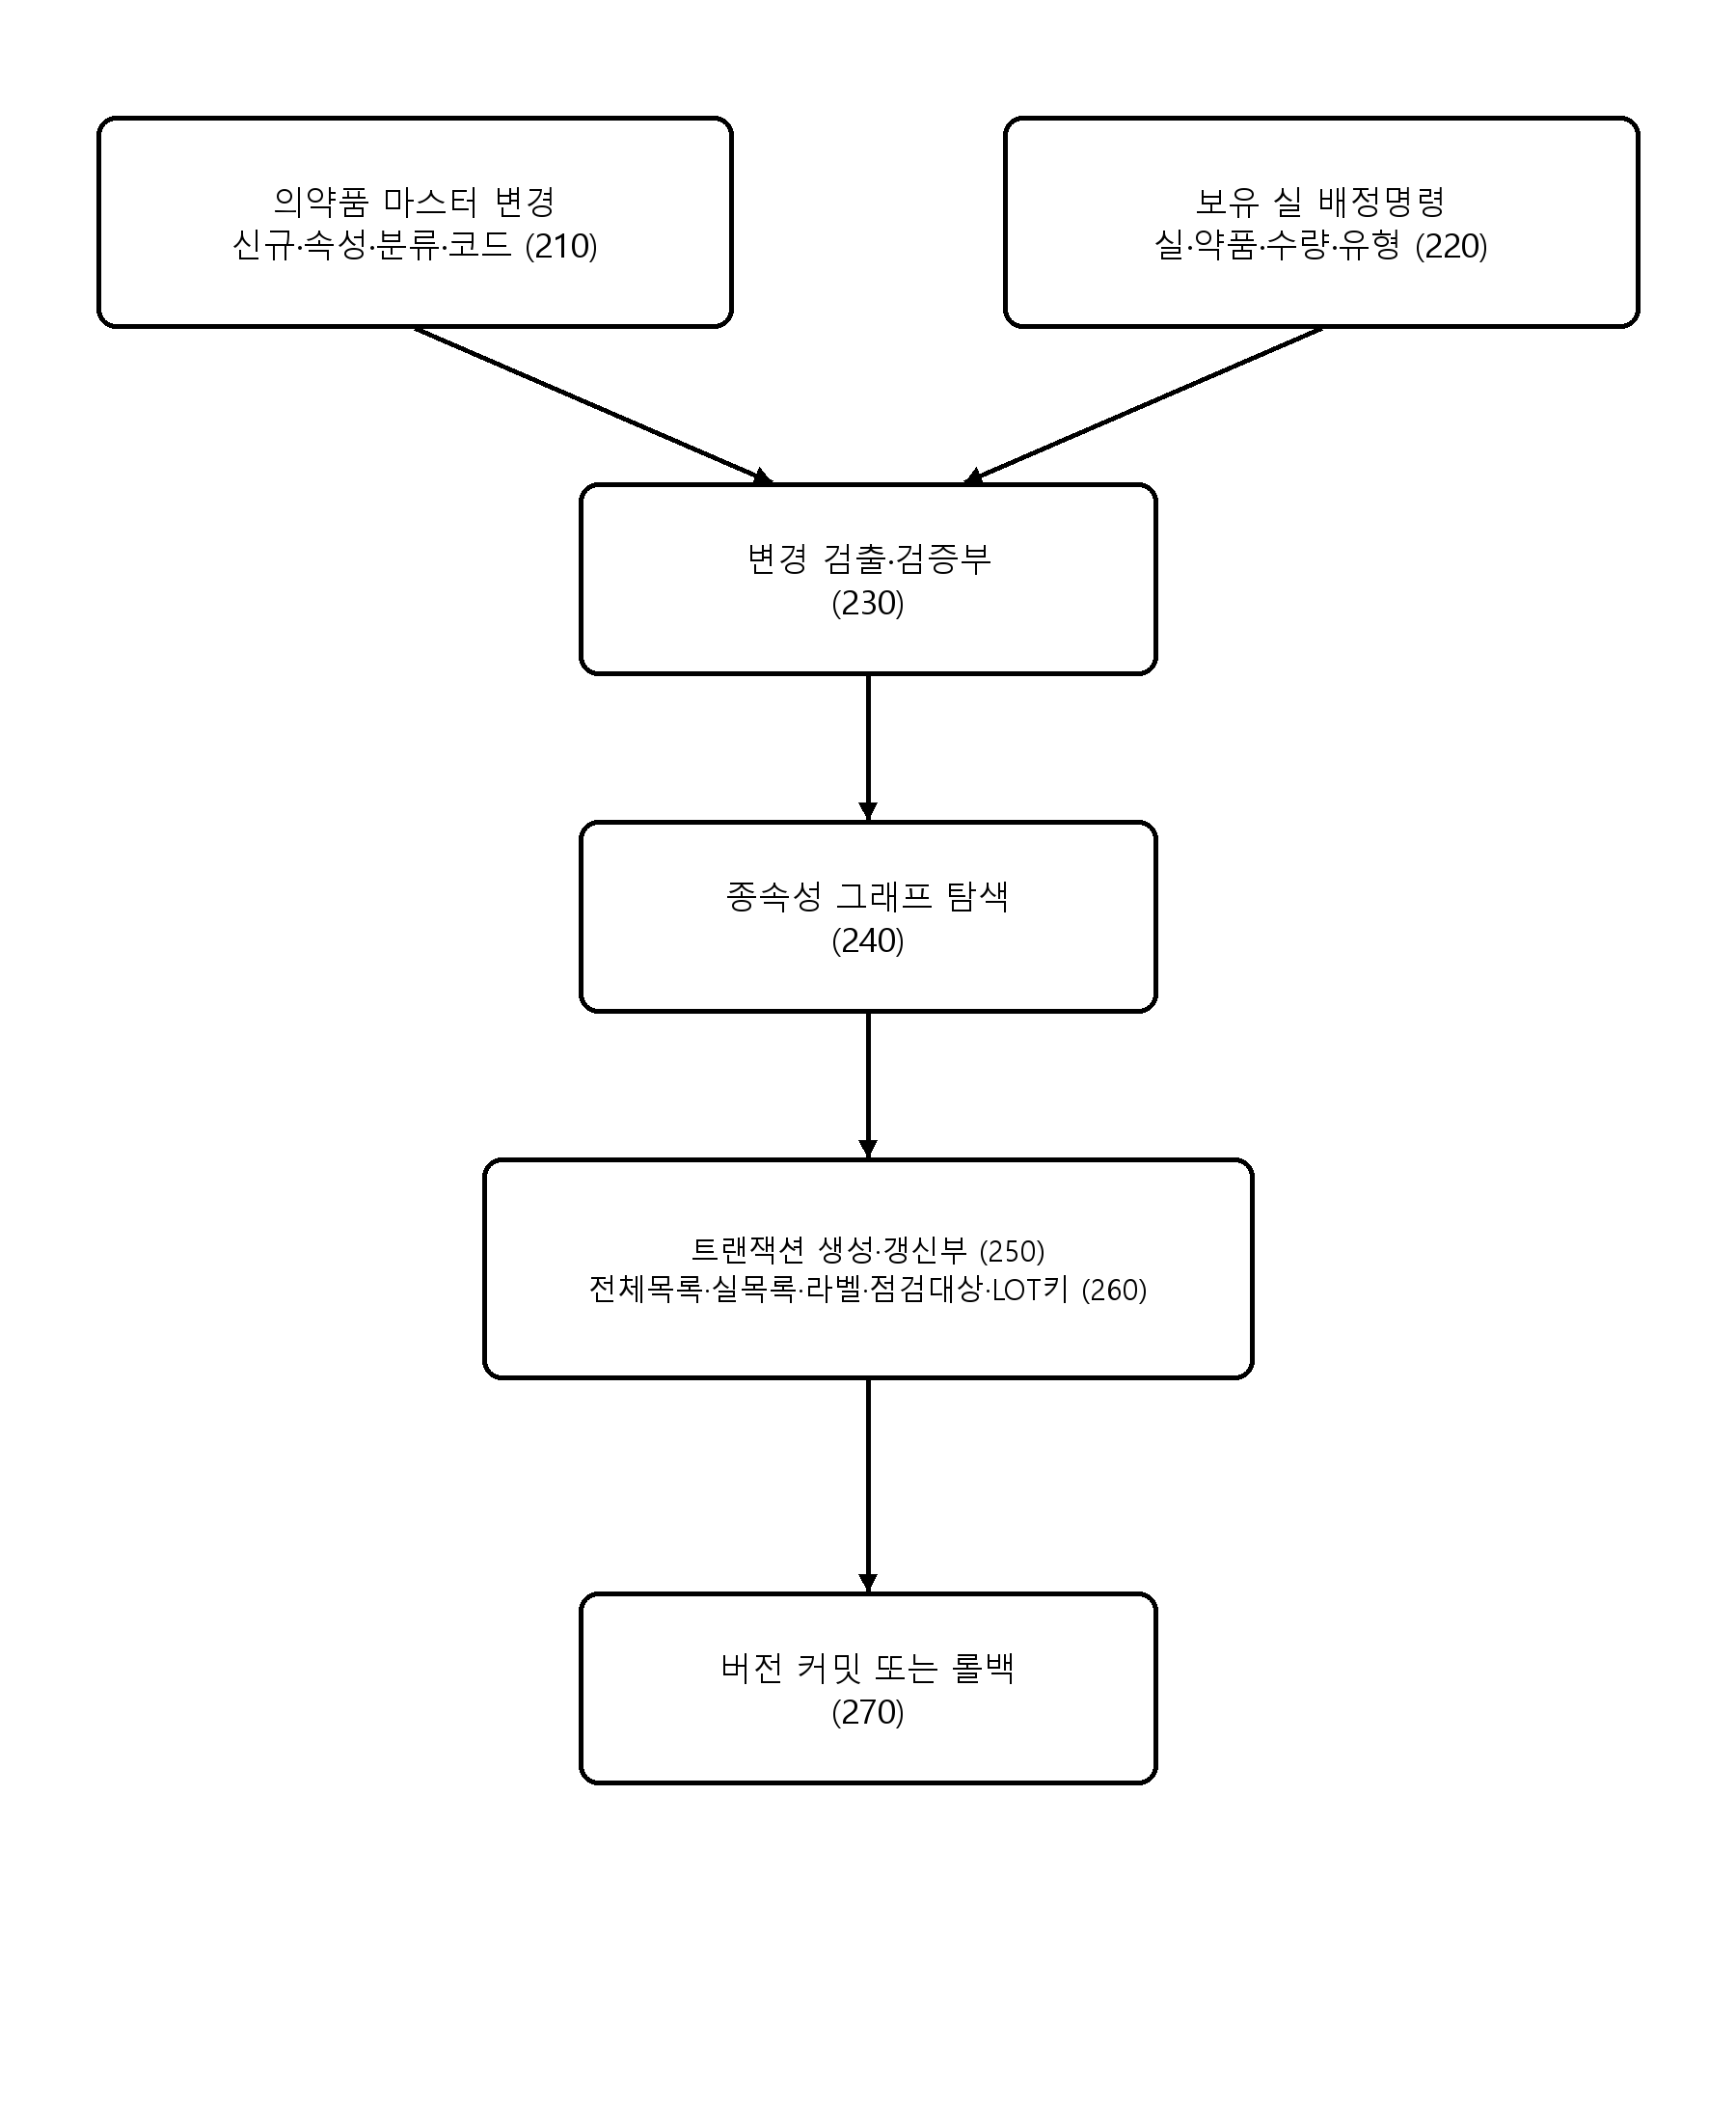 의약품 마스터 변경
신규·속성·분류·코드 (210)
보유 실 배정명령
실·약품·수량·유형 (220)
변경 검출·검증부
(230)
종속성 그래프 탐색
(240)
트랜잭션 생성·갱신부 (250)
전체목록·실목록·라벨·점검대상·LOT키 (260)
버전 커밋 또는 롤백
(270)